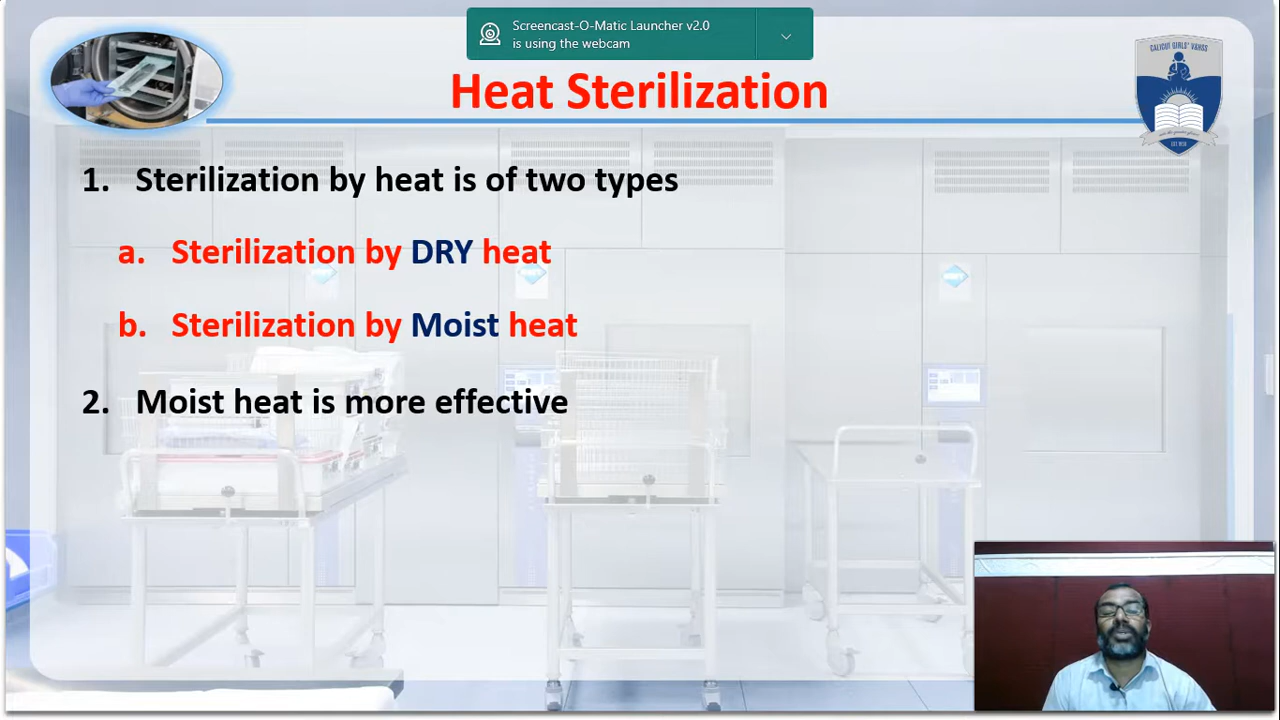 Screencast-O-Matic Launcher v2.0
is using the webcam
Heat Sterilization
CALICUT GIRLS' VAHSS
1. Sterilization by heat is of two types
a. Sterilization by DRY heat
b. Sterilization by Moist heat
2. Moist heat is more effective